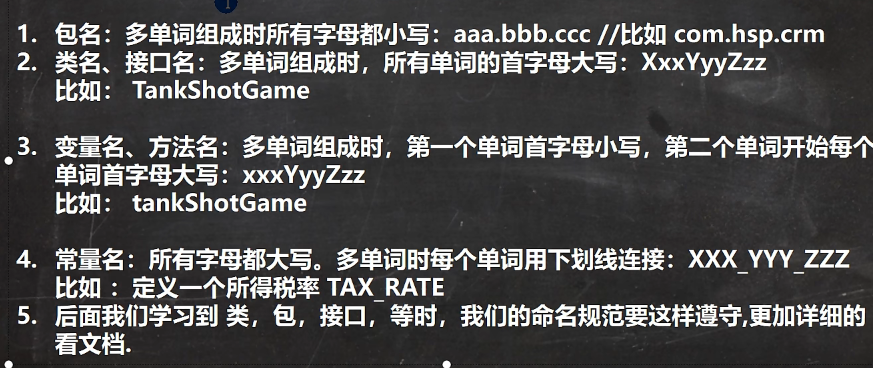 1. 包名：多单词组成时所有字母都小写：aaa.bbb.ccc //比如 com.hsp.crm
2. 类名、接口名：多单词组成时，所有单词的首字母大写：XxxYyyZzz
比如： TankShotGame
3. 变量名、方法名：多单词组成时，第一个单词首字母小写，第二个单词开始每个
单词首字母大写：xxxYyyZzz
比如： tankShotGame
4. 常量名：所有字母都大写。多单词时每个单词用下划线连接：XXX_YYY_ZZZ
比如 ：定义一个所得税率 TAX_RATE
5. 后面我们学习到 类，包，接口，等时，我们的命名规范要这样遵守,更加详细的
看文档.